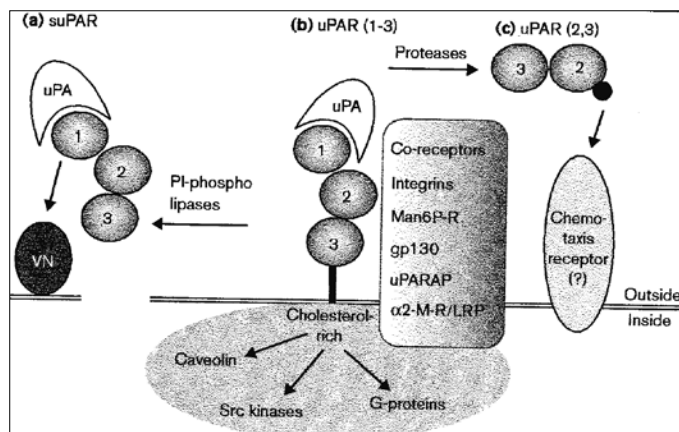 (a) suPAR
(b) uPAR (1-3)
(c) uPAR (2,3)
Proteases
uPA
uPA
3
2
1
1
2
2
3
3
PI-phospho
lipases
Co-receptors
Integrins
Man6P-R
gp130
uPARAP
α2-M-R/LRP
Chemo-
taxis
receptor
(?)
VN
Outside
Inside
Cholesterol-
rich
Caveolin
Src kinases
G-proteins